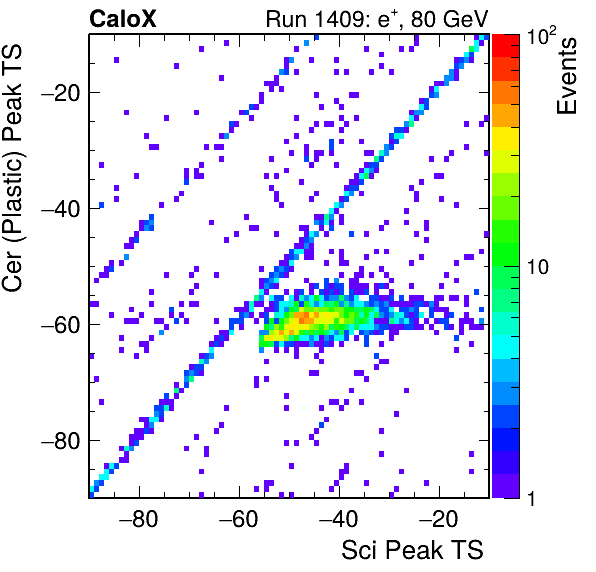 CaloX Run 1409: e⁺, 80 GeV
10²
10
1
Events
Cer (Plastic) Peak TS
−20
−40
−60
−80
−80 −60 −40 −20
Sci Peak TS